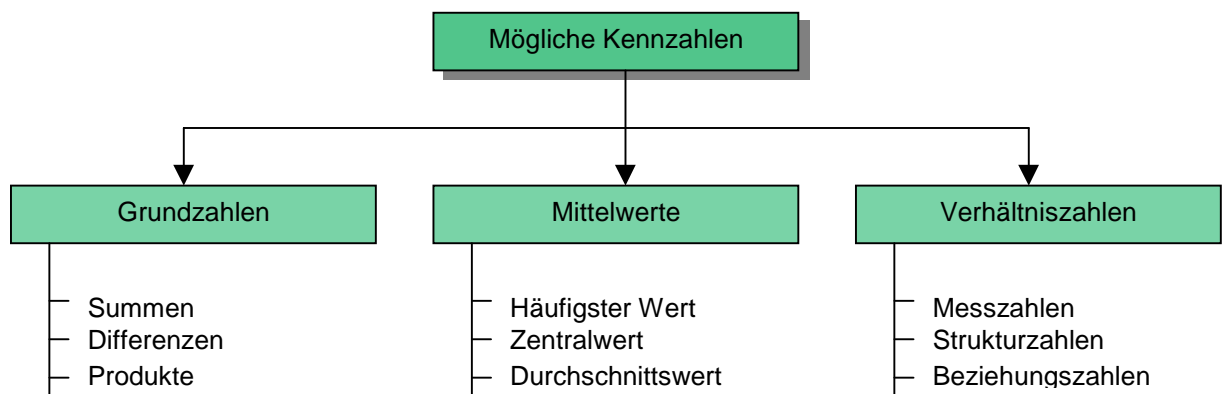 Mögliche Kennzahlen
Grundzahlen
Summen
Differenzen
Produkte
Mittelwerte
Häufigster Wert
Zentralwert
Durchschnittswert
Verhältniszahlen
Messzahlen
Strukturzahlen
Beziehungszahlen